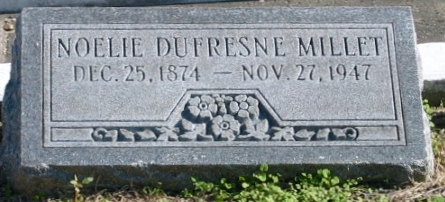 NOELIE DUFRESNE MILLET
DEC. 25, 1874 — NOV. 27, 1947